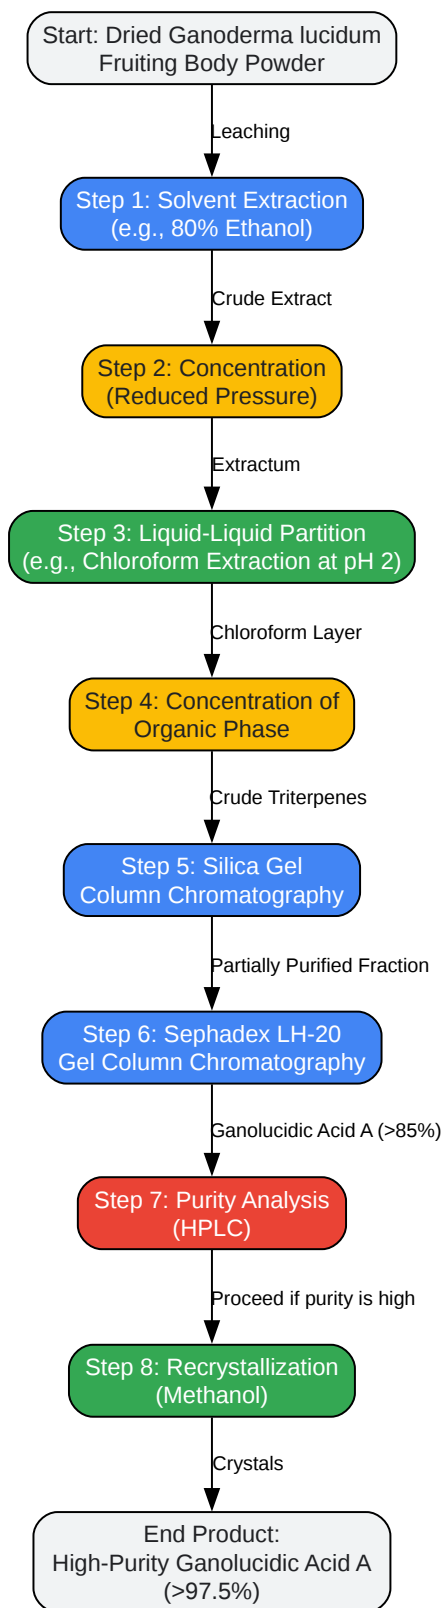 Start: Dried Ganoderma lucidum
Fruiting Body Powder
Leaching
Step 1: Solvent Extraction
(e.g., 80% Ethanol)
Crude Extract
Step 2: Concentration
(Reduced Pressure)
Extractum
Step 3: Liquid-Liquid Partition
(e.g., Chloroform Extraction at pH 2)
Chloroform Layer
Step 4: Concentration of
Organic Phase
Crude Triterpenes
Step 5: Silica Gel
Column Chromatography
Partially Purified Fraction
Step 6: Sephadex LH-20
Gel Column Chromatography
Ganolucidic Acid A (>85%)
Step 7: Purity Analysis
(HPLC)
Proceed if purity is high
Step 8: Recrystallization
(Methanol)
Crystals
End Product:
High-Purity Ganolucidic Acid A
(>97.5%)